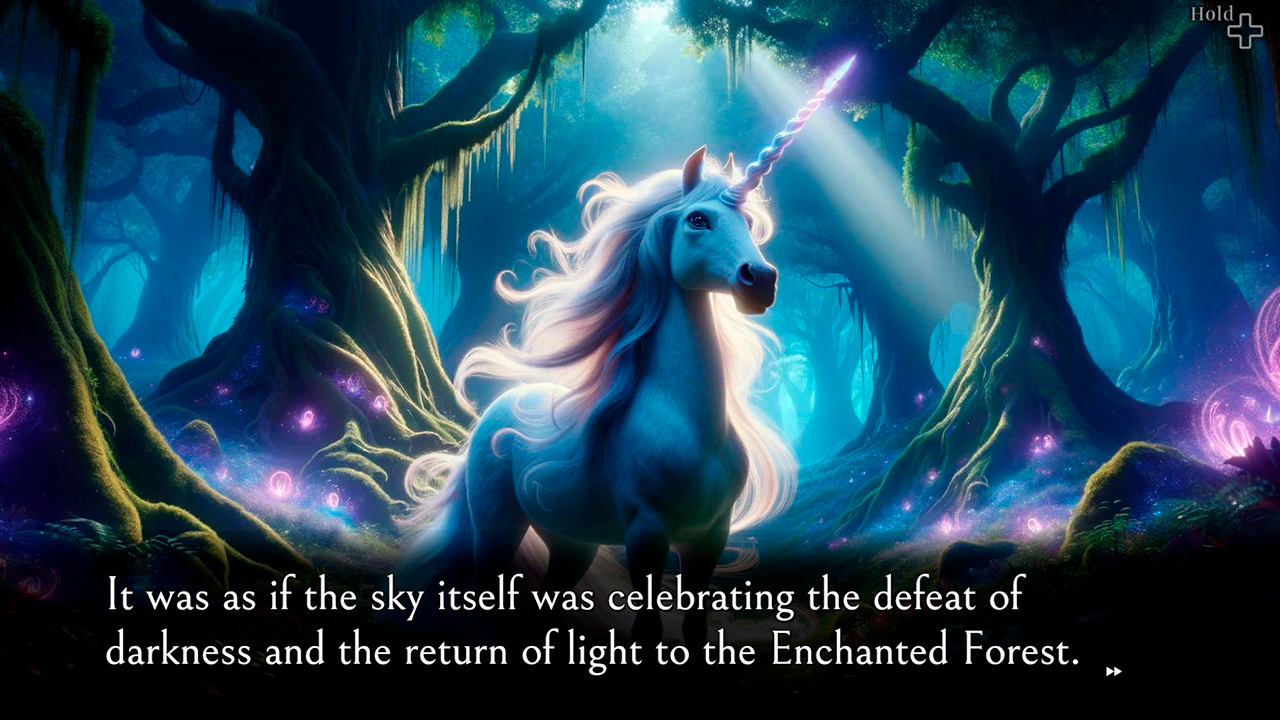 Hold
It was as if the sky itself was celebrating the defeat of
darkness and the return of light to the Enchanted Forest.